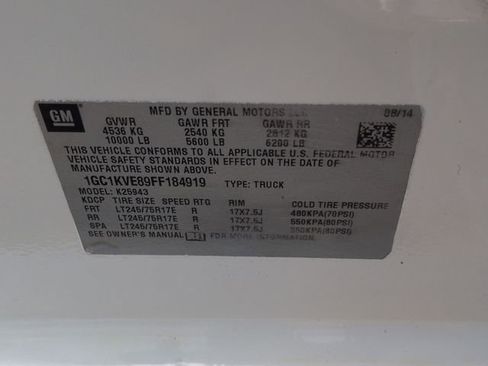 GM
MFD BY GENERAL MOTORS LLC 08/14
GVWR GAWR FRT GAWR RR
4536 KG 2540 KG 2812 KG
10000 LB 5600 LB 6200 LB
THIS VEHICLE CONFORMS TO ALL APPLICABLE U.S. FEDERAL MOTOR
VEHICLE SAFETY STANDARDS IN EFFECT ON THE DATE OF
MANUFACTURE SHOWN ABOVE.
1GC1KVE89FF184919 TYPE: TRUCK
MODEL: K25943
KDCP TIRE SIZE SPEED RTG RIM COLD TIRE PRESSURE
FRT LT245/75R17E R 17X7.5J 480KPA(70PSI)
RR LT245/75R17E R 17X7.5J 550KPA(80PSI)
SPA LT245/75R17E R 17X7.5J 550KPA(80PSI)
SEE OWNER'S MANUAL FOR MORE INFORMATION.